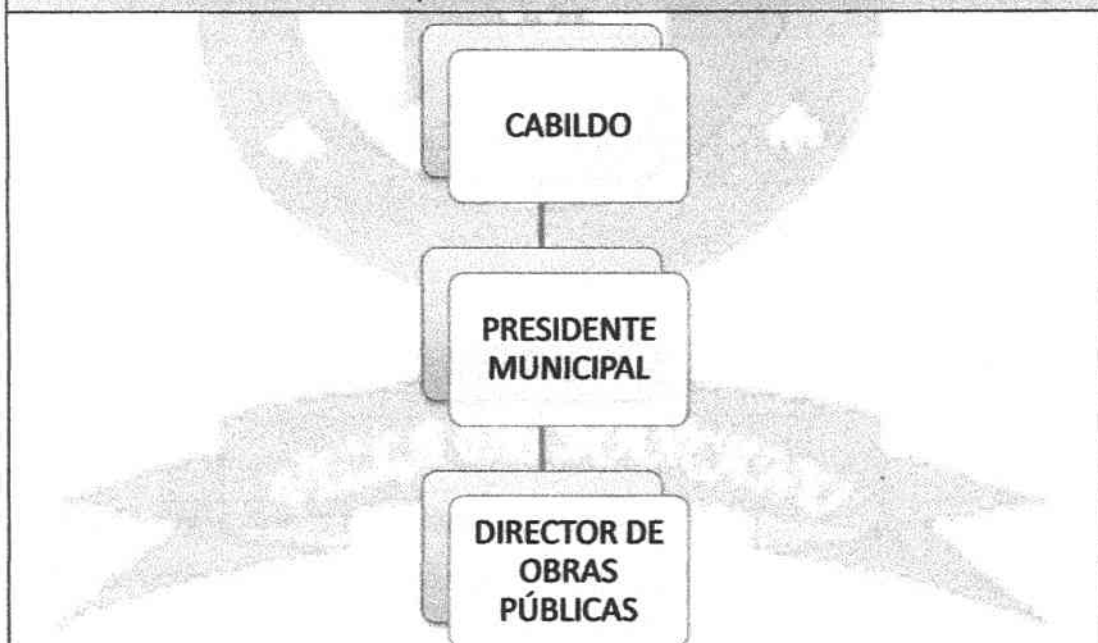 CABILDO
PRESIDENTE
MUNICIPAL
DIRECTOR DE
OBRAS
PÚBLICAS